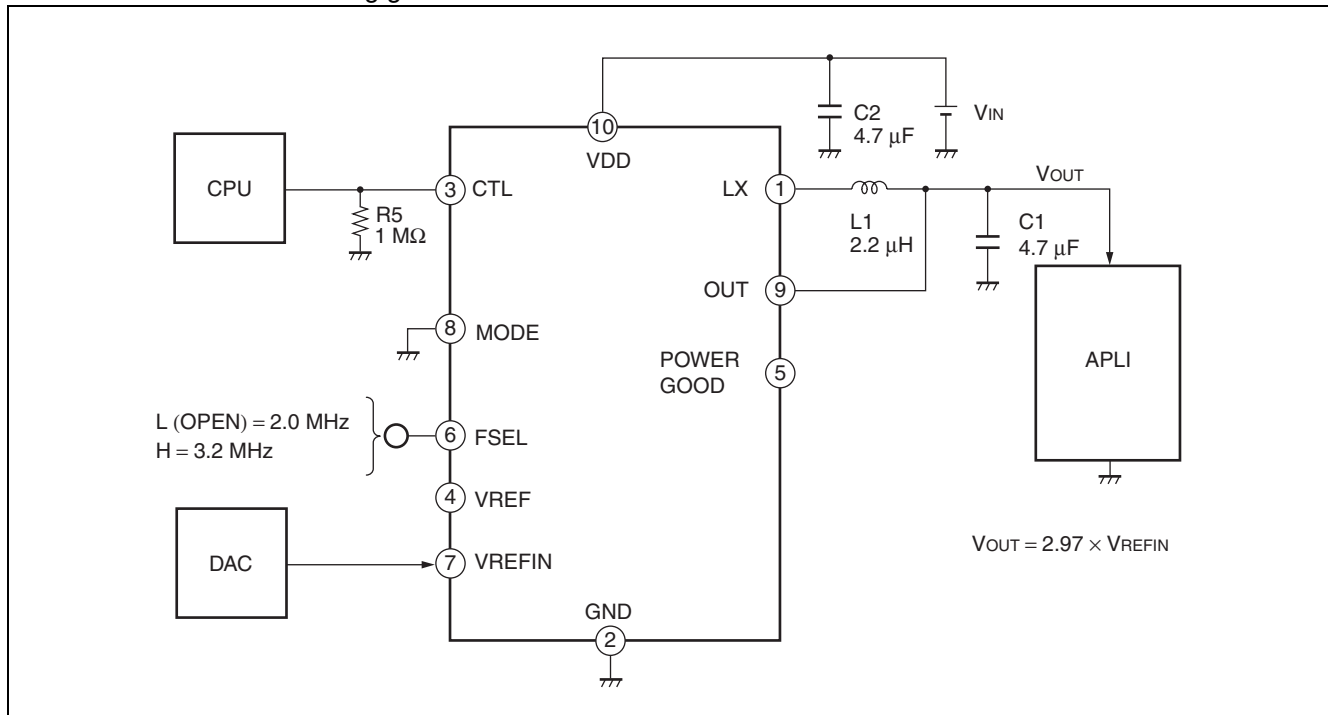 10
VDD
C2
4.7 μF
VIN
CPU
3
CTL
R5
1 MΩ
LX
1
L1
2.2 μH
VOUT
C1
4.7 μF
OUT
9
8
MODE
POWER
GOOD
5
APLI
L (OPEN) = 2.0 MHz
H = 3.2 MHz
6
FSEL
4
VREF
DAC
7
VREFIN
VOUT = 2.97 × VREFIN
GND
2